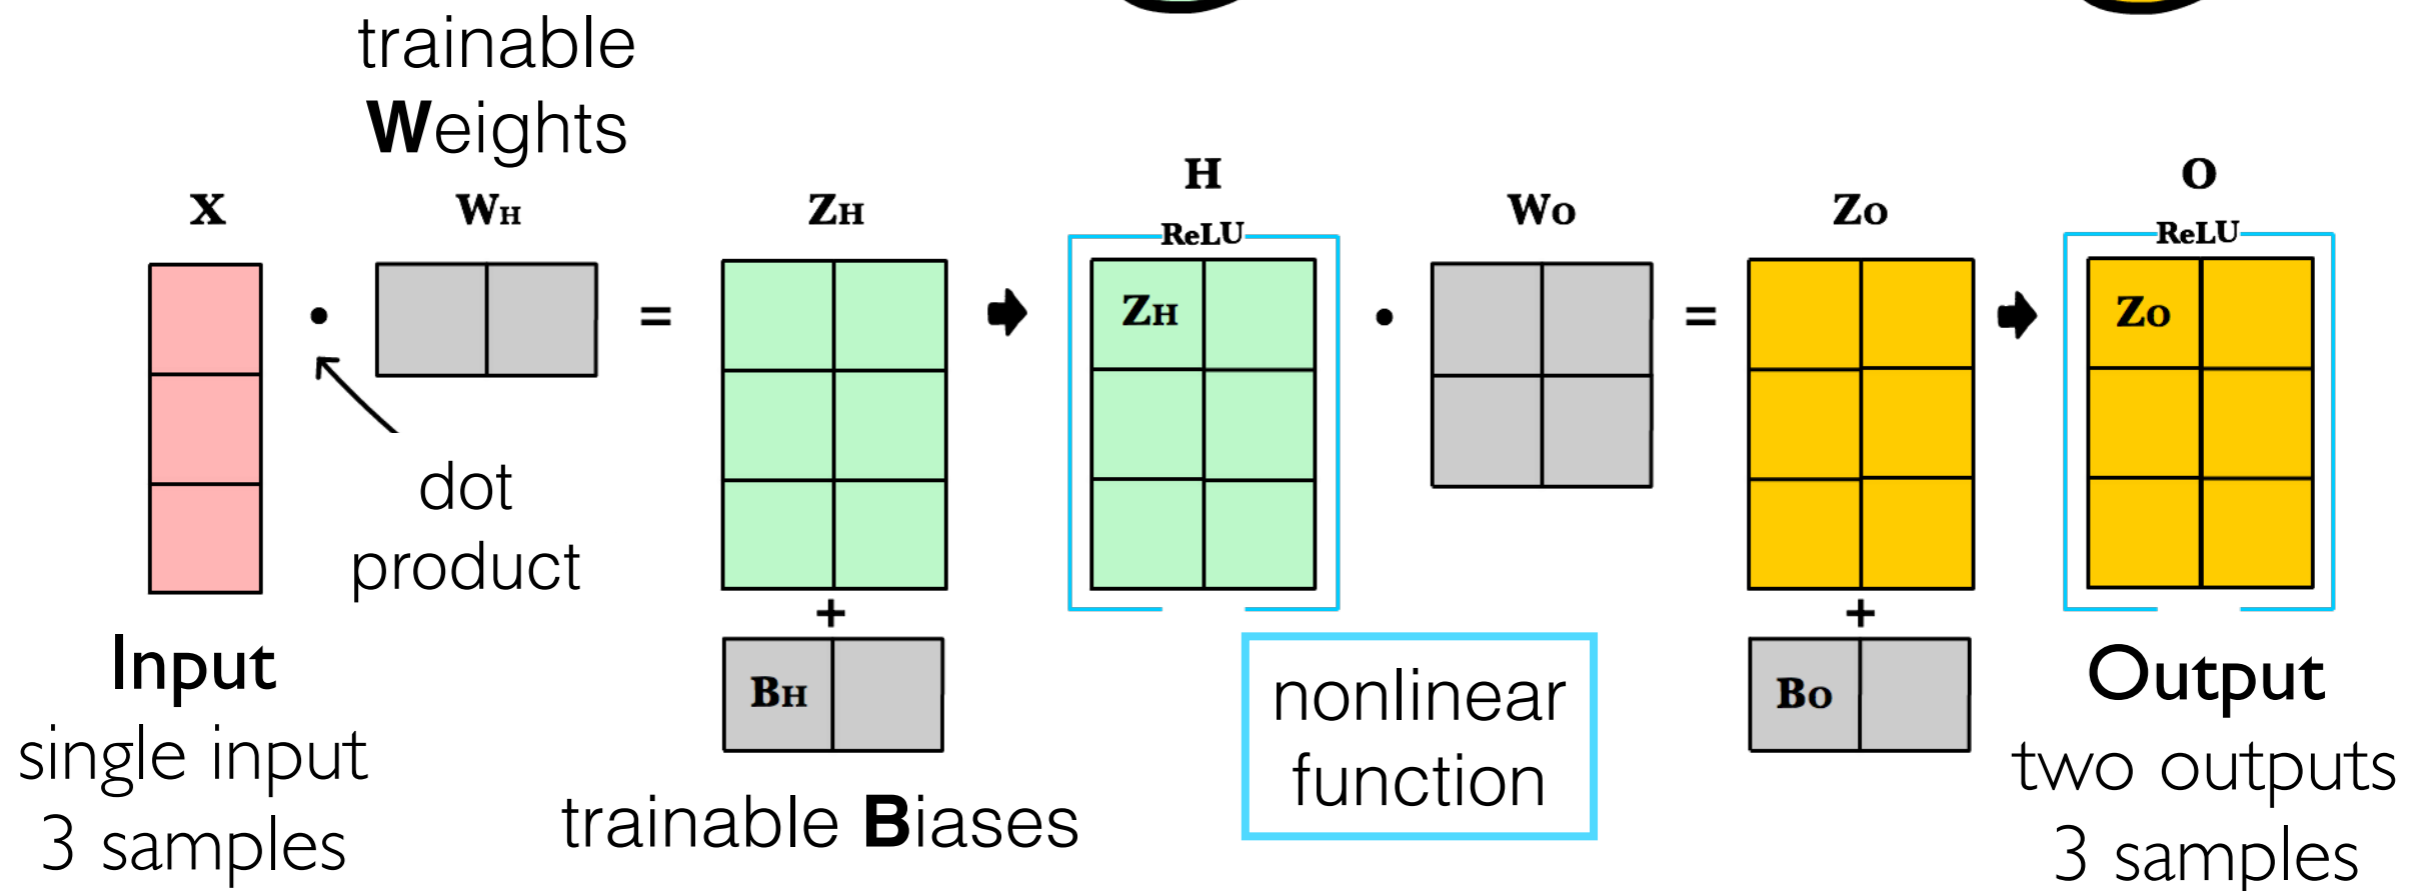 trainable
Weights
X
WH
ZH
H
ReLU
WO
ZO
O
ReLU
• = ZH • = ZO
dot
product
+
BH
+
BO
Input
single input
3 samples
trainable Biases
nonlinear
function
Output
two outputs
3 samples